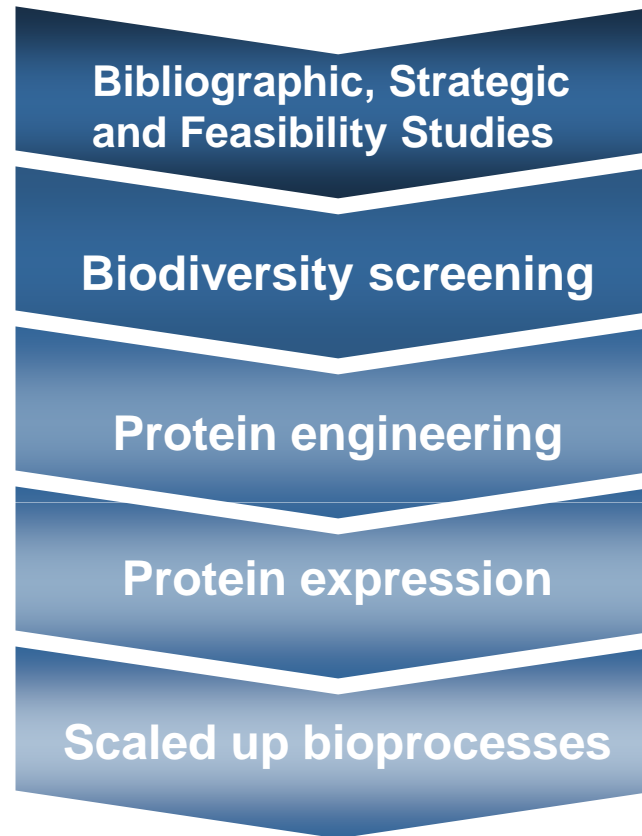 Bibliographic, Strategic
and Feasibility Studies
Biodiversity screening
Protein engineering
Protein expression
Scaled up bioprocesses